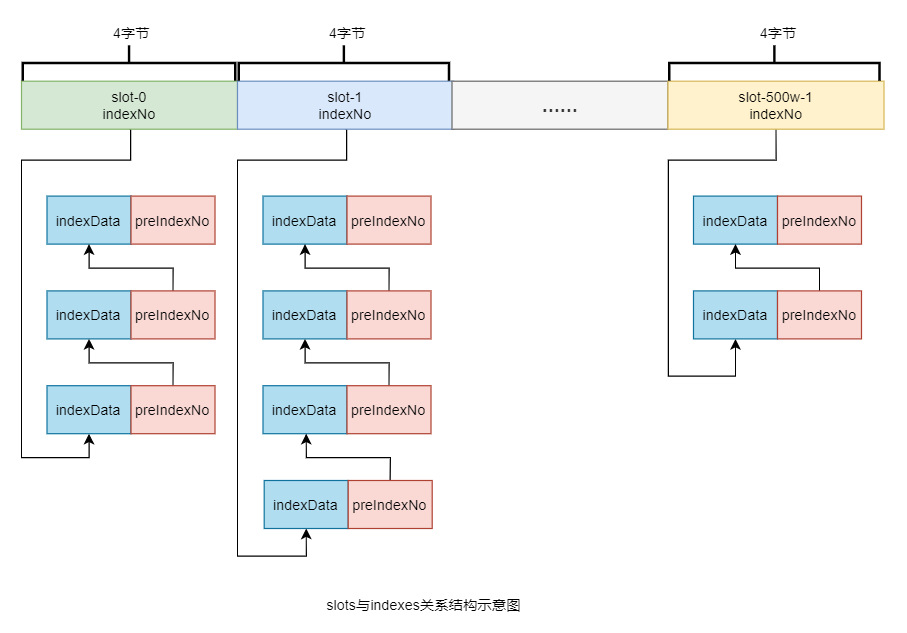 4字节
4字节
4字节
slot-0
indexNo
slot-1
indexNo
......
slot-500w-1
indexNo
indexData preIndexNo
indexData preIndexNo
indexData preIndexNo
indexData preIndexNo
indexData preIndexNo
indexData preIndexNo
indexData preIndexNo
indexData preIndexNo
indexData preIndexNo
slots与indexes关系结构示意图